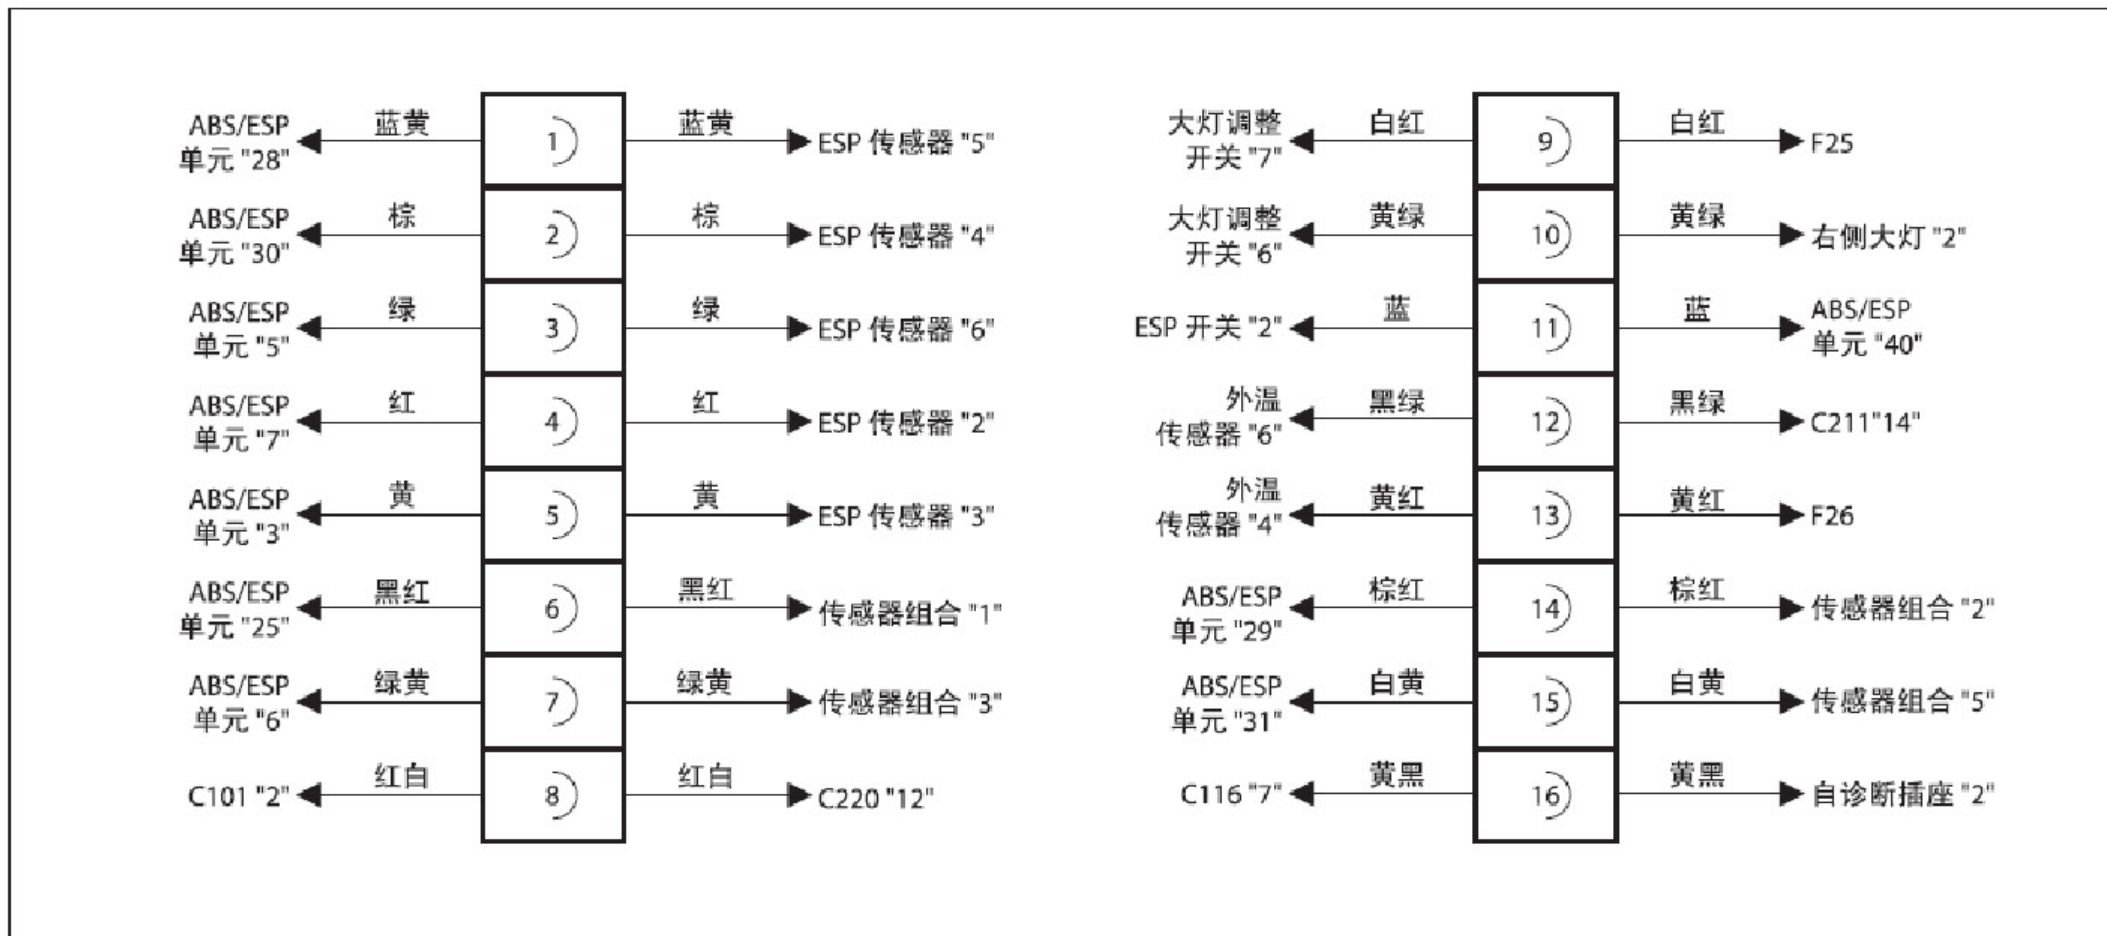 ABS/ESP
单元 "28"
蓝黄
1
蓝黄
ESP 传感器 "5"
ABS/ESP
单元 "30"
棕
2
棕
ESP 传感器 "4"
ABS/ESP
单元 "5"
绿
3
绿
ESP 传感器 "6"
ABS/ESP
单元 "7"
红
4
红
ESP 传感器 "2"
ABS/ESP
单元 "3"
黄
5
黄
ESP 传感器 "3"
ABS/ESP
单元 "25"
黑红
6
黑红
传感器组合 "1"
ABS/ESP
单元 "6"
绿黄
7
绿黄
传感器组合 "3"
C101 "2"
红白
8
红白
C220 "12"
大灯调整
开关 "7"
白红
9
白红
F25
大灯调整
开关 "6"
黄绿
10
黄绿
右侧大灯 "2"
ESP 开关 "2"
蓝
11
蓝
ABS/ESP
单元 "40"
外温
传感器 "6"
黑绿
12
黑绿
C211"14"
外温
传感器 "4"
黄红
13
黄红
F26
ABS/ESP
单元 "29"
棕红
14
棕红
传感器组合 "2"
ABS/ESP
单元 "31"
白黄
15
白黄
传感器组合 "5"
C116 "7"
黄黑
16
黄黑
自诊断插座 "2"